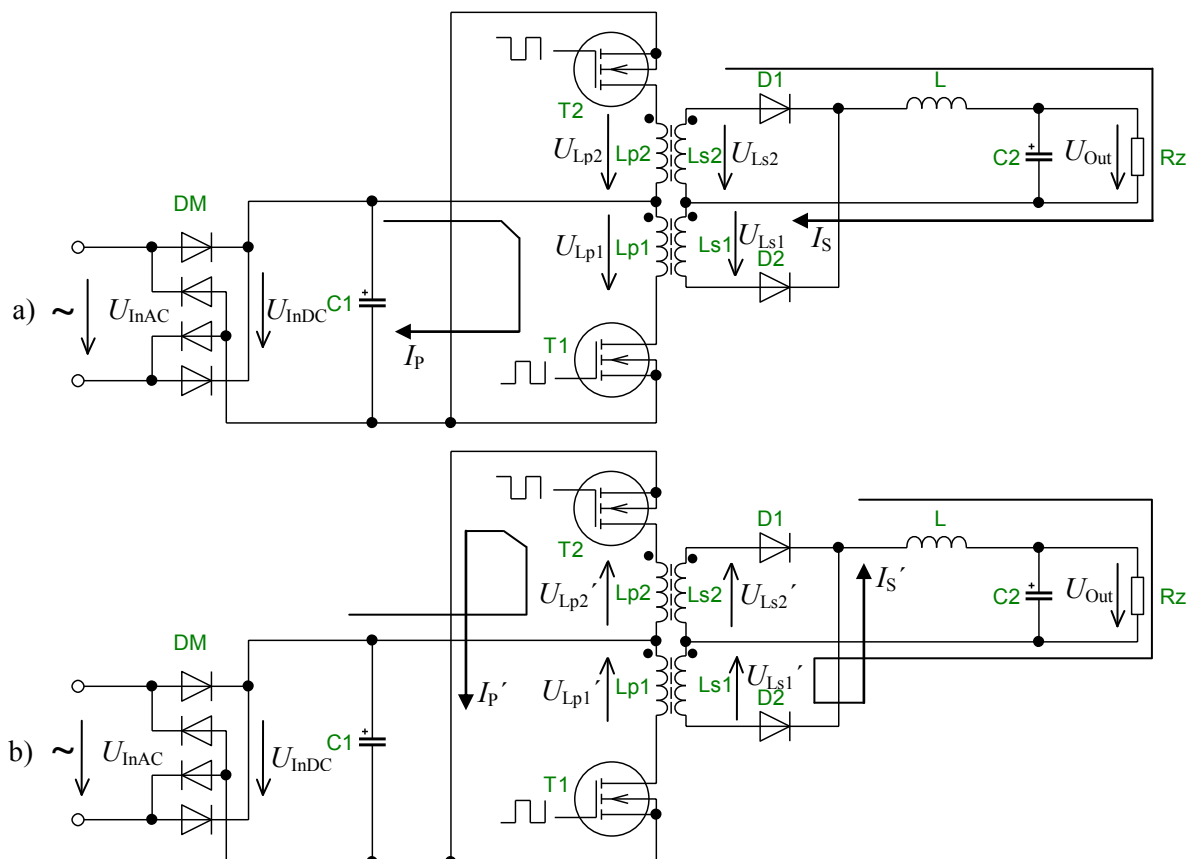 T2
D1
L
U_Lp2
Lp2
Ls2
U_Ls2
C2
+
U_Out
Rz
DM
U_Lp1
Lp1
Ls1
U_Ls1
I_S
D2
a) ~
U_InAC
U_InDC
C1
+
I_P
T1
T2
D1
L
U_Lp2´
Lp2
Ls2
U_Ls2´
I_S´
C2
+
U_Out
Rz
DM
I_P´
U_Lp1´
Lp1
Ls1
U_Ls1´
D2
b) ~
U_InAC
U_InDC
C1
+
T1